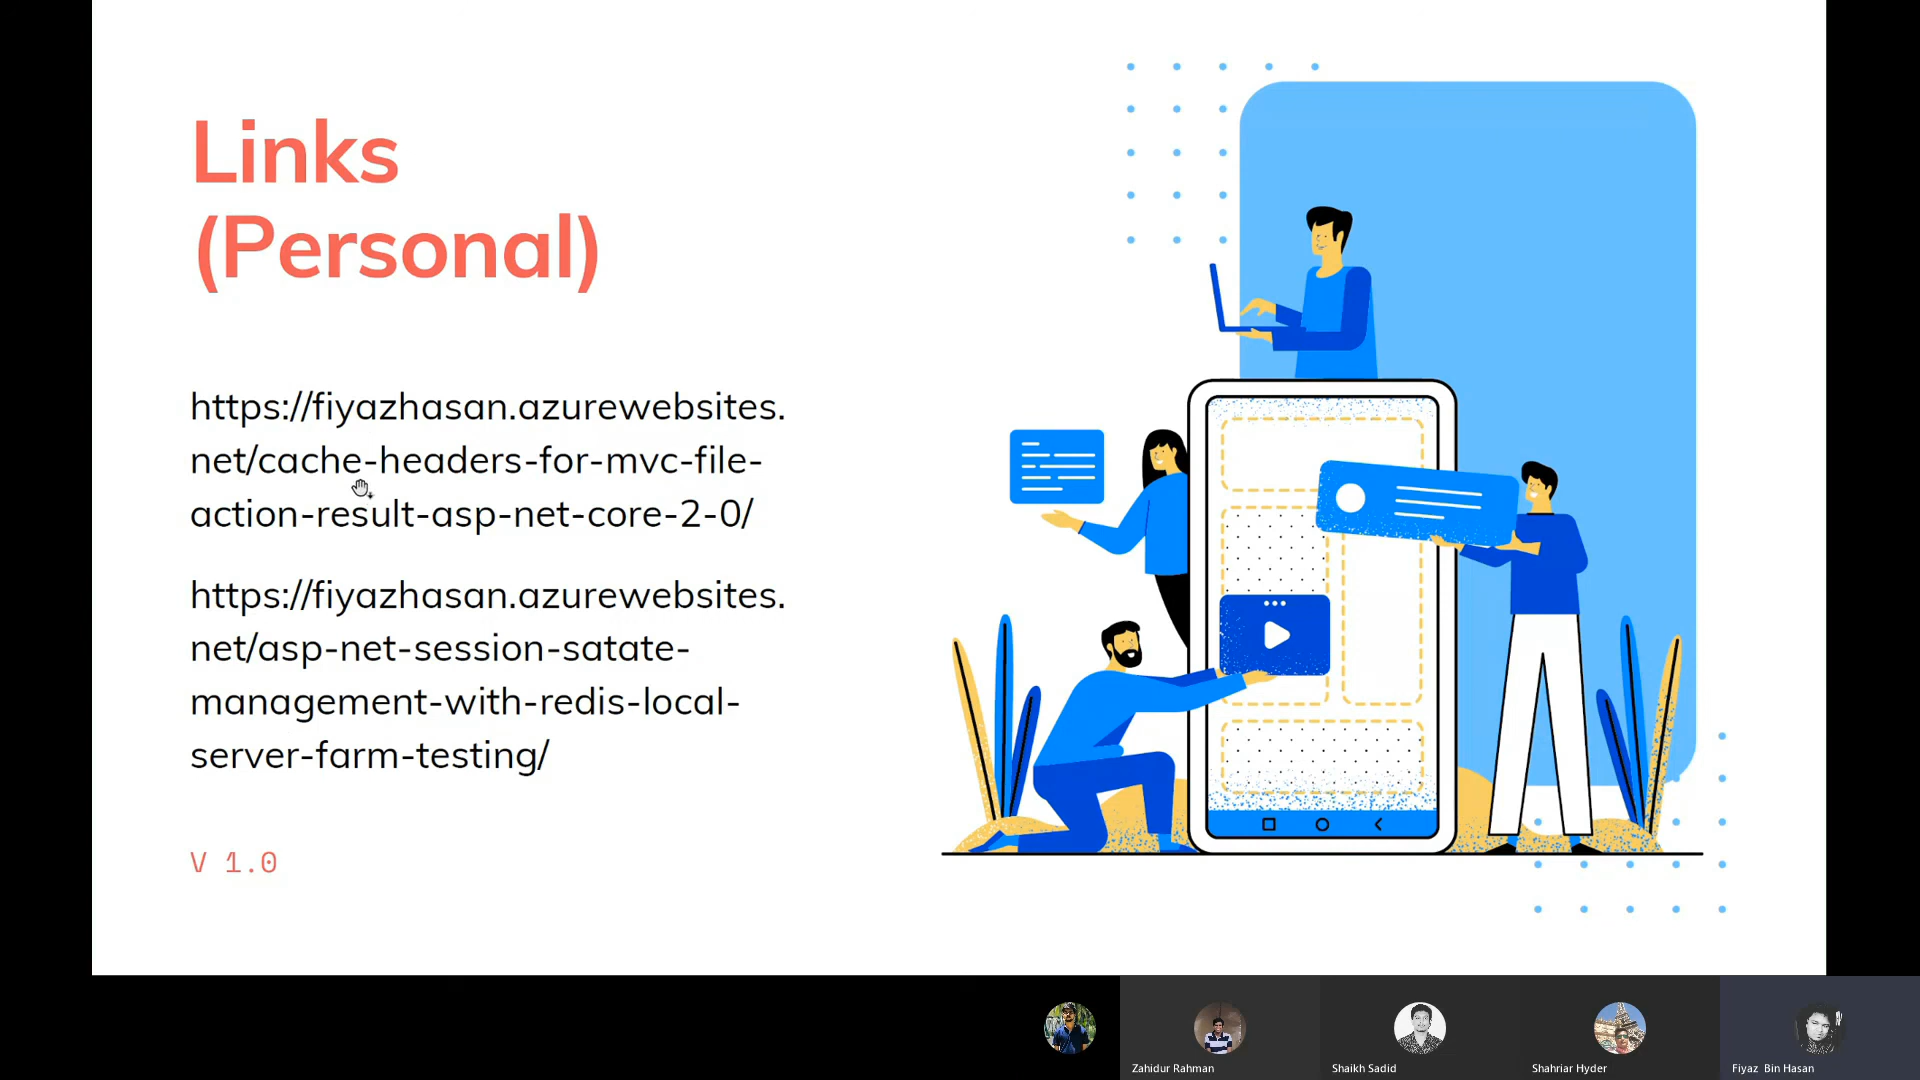 Links
(Personal)
https://fiyazhasan.azurewebsites.
net/cache-headers-for-mvc-file-
action-result-asp-net-core-2-0/
https://fiyazhasan.azurewebsites.
net/asp-net-session-satate-
management-with-redis-local-
server-farm-testing/
V 1.0
Zahidur Rahman
Shaikh Sadid
Shahriar Hyder
Fiyaz Bin Hasan